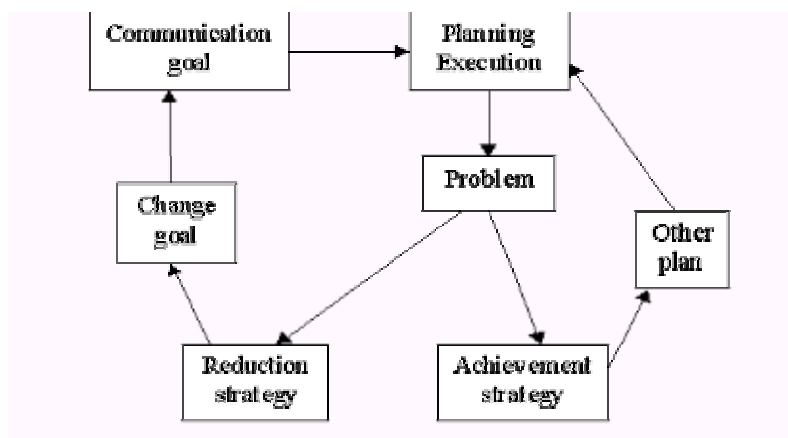 Communication
goal
Planning
Execution
Problem
Change
goal
Other
plan
Reduction
strategy
Achievement
strategy